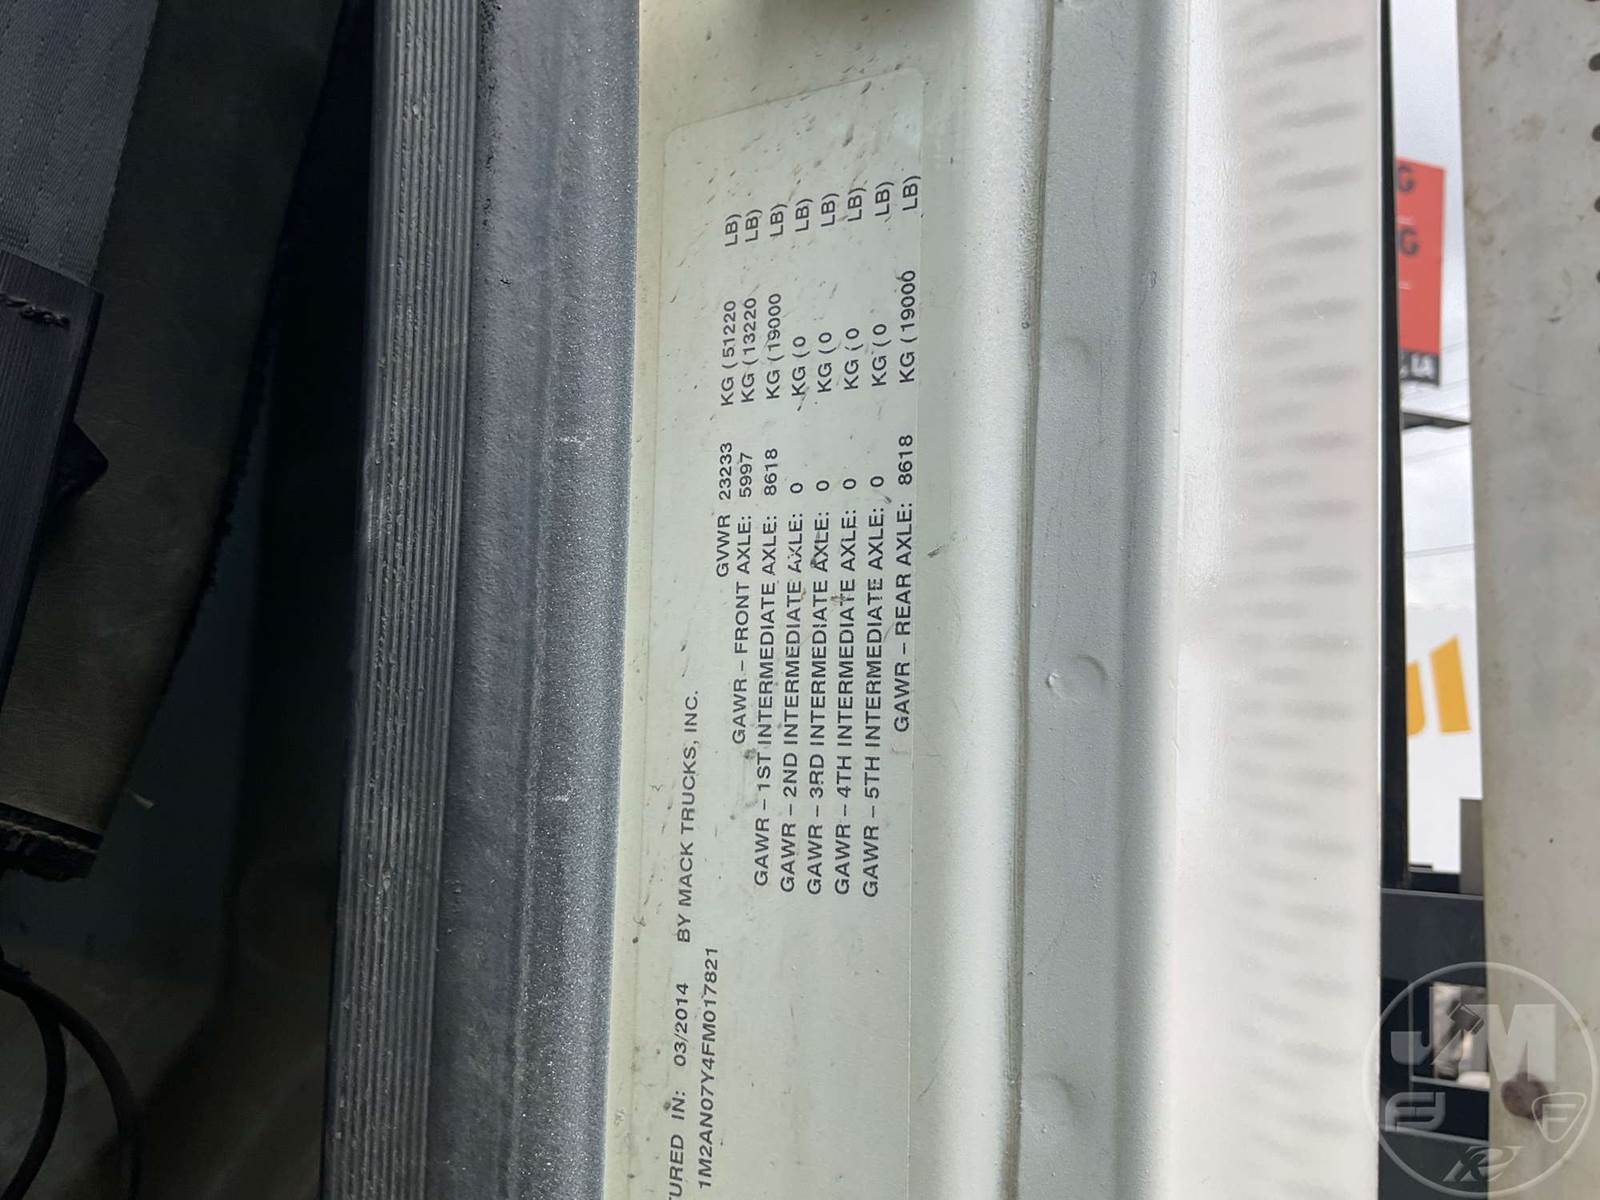 TURED IN: 03/2014 BY MACK TRUCKS, INC.
1M2AN07Y4FM017821
GVWR 23233 KG (51220 LB)
GAWR – FRONT AXLE: 5997 KG (13220 LB)
GAWR – 1ST INTERMEDIATE AXLE: 8618 KG (19000 LB)
GAWR – 2ND INTERMEDIATE AXLE: 0 KG (0 LB)
GAWR – 3RD INTERMEDIATE AXLE: 0 KG (0 LB)
GAWR – 4TH INTERMEDIATE AXLE: 0 KG (0 LB)
GAWR – 5TH INTERMEDIATE AXLE: 0 KG (0 LB)
GAWR – REAR AXLE: 8618 KG (19000 LB)
G
G
JM